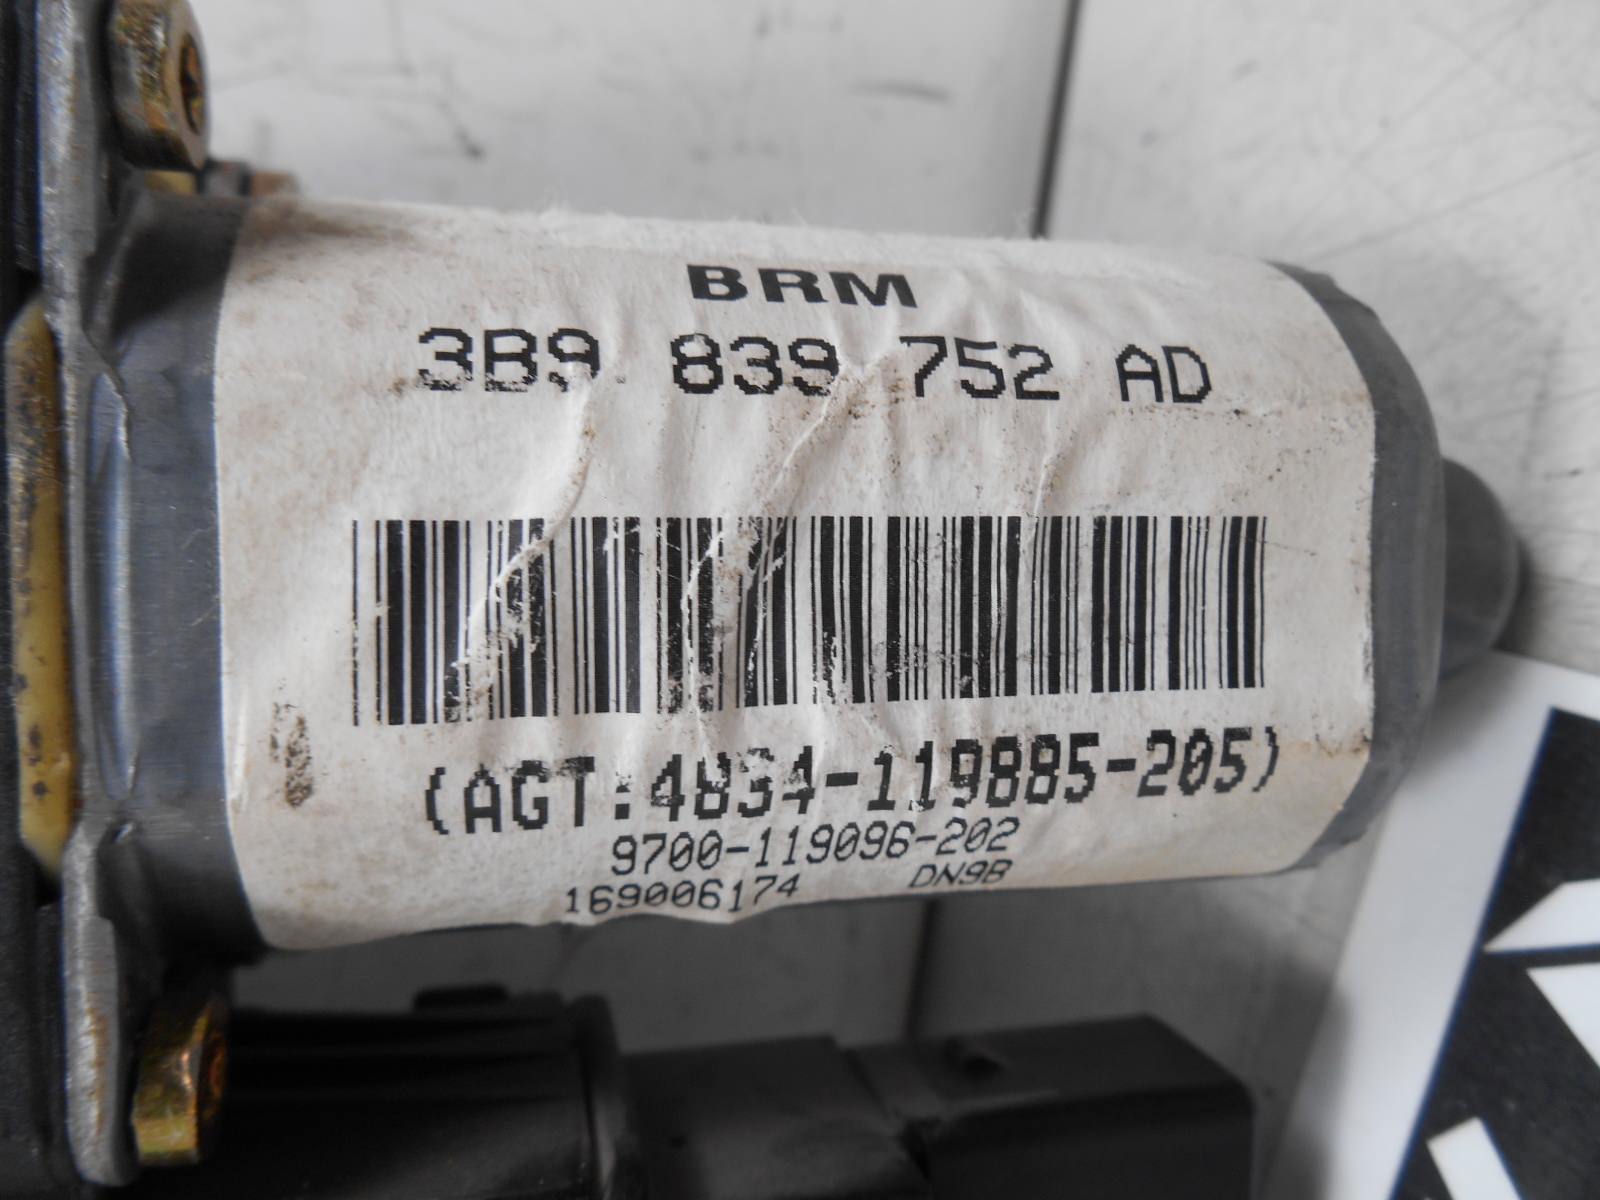 BRM
3B9 839 752 AD
(AGT:4834-119885-205)
9700-119096-202
169006174 DN9B